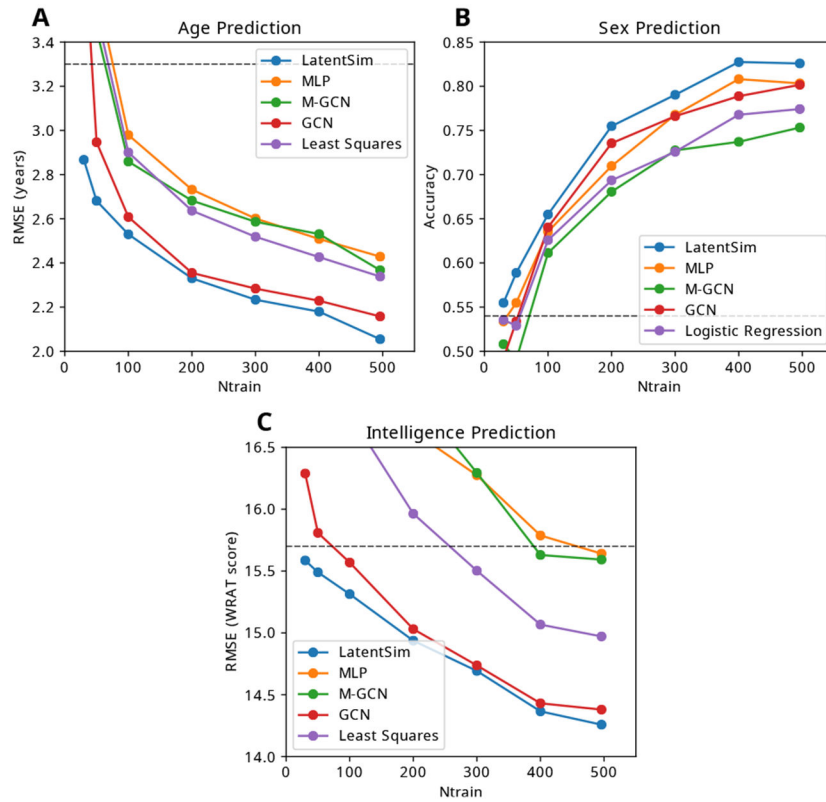 A
Age Prediction
3.4
3.2
3.0
2.8
2.6
2.4
2.2
2.0
RMSE (years)
LatentSim
MLP
M-GCN
GCN
Least Squares
0 100 200 300 400 500
Ntrain
B
Sex Prediction
0.85
0.80
0.75
0.70
0.65
0.60
0.55
0.50
Accuracy
LatentSim
MLP
M-GCN
GCN
Logistic Regression
0 100 200 300 400 500
Ntrain
C
Intelligence Prediction
16.5
16.0
15.5
15.0
14.5
14.0
RMSE (WRAT score)
LatentSim
MLP
M-GCN
GCN
Least Squares
0 100 200 300 400 500
Ntrain